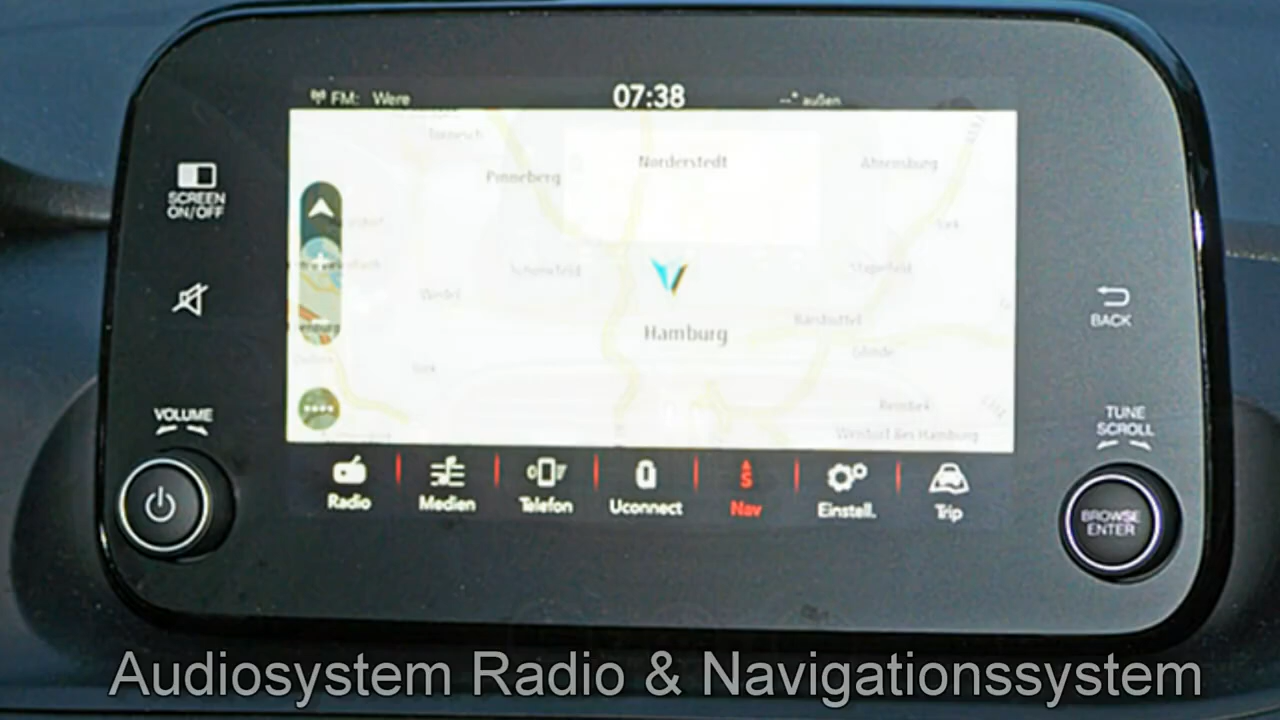 FM: Were
07:38
--° außen
Norderstedt
Ahrensburg
Pinneberg
Schenefeld
Stapelfeld
Wedel
Hamburg
Barsbüttel
Glinde
Reinbek
Wentorf bei Hamburg
SCREEN
ON/OFF
BACK
VOLUME
TUNE
SCROLL
BROWSE
ENTER
Radio
Medien
Telefon
Uconnect
Nav
Einstell.
Trip
Audiosystem Radio & Navigationssystem